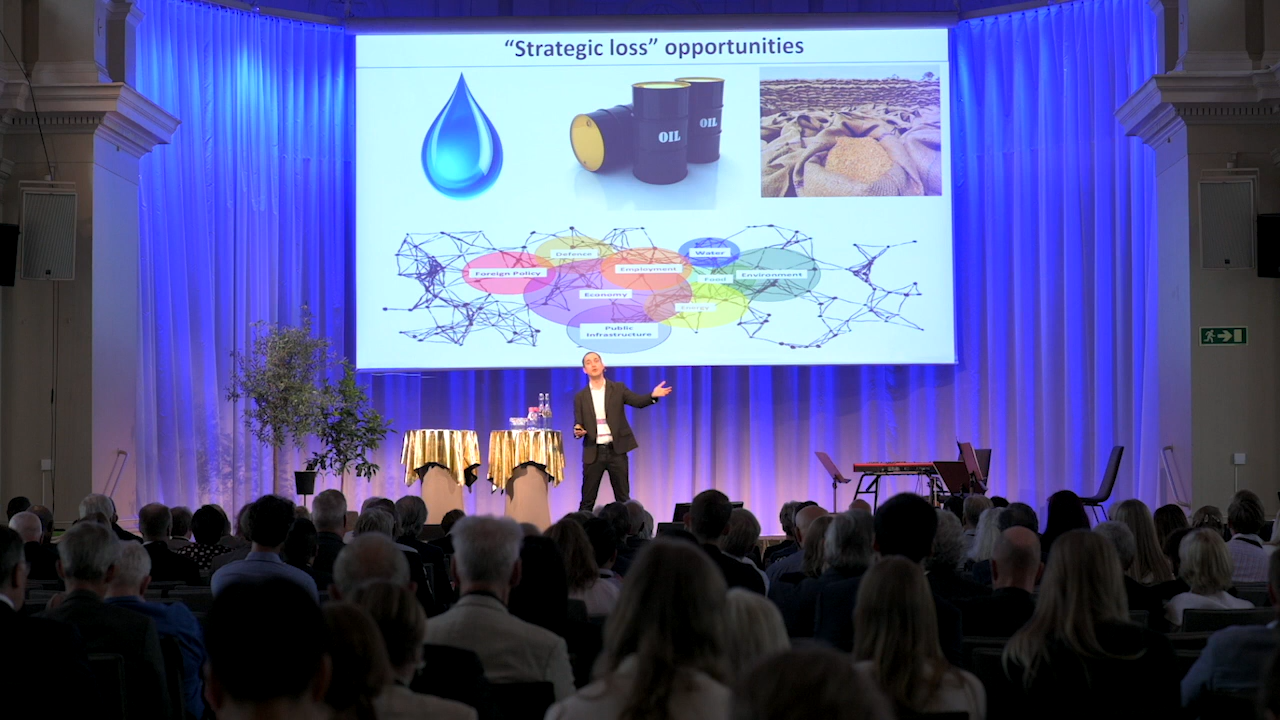 “Strategic loss” opportunities
OIL
OIL
Defence
Water
Foreign Policy
Employment
Environment
Food
Economy
Energy
Public
Infrastructure